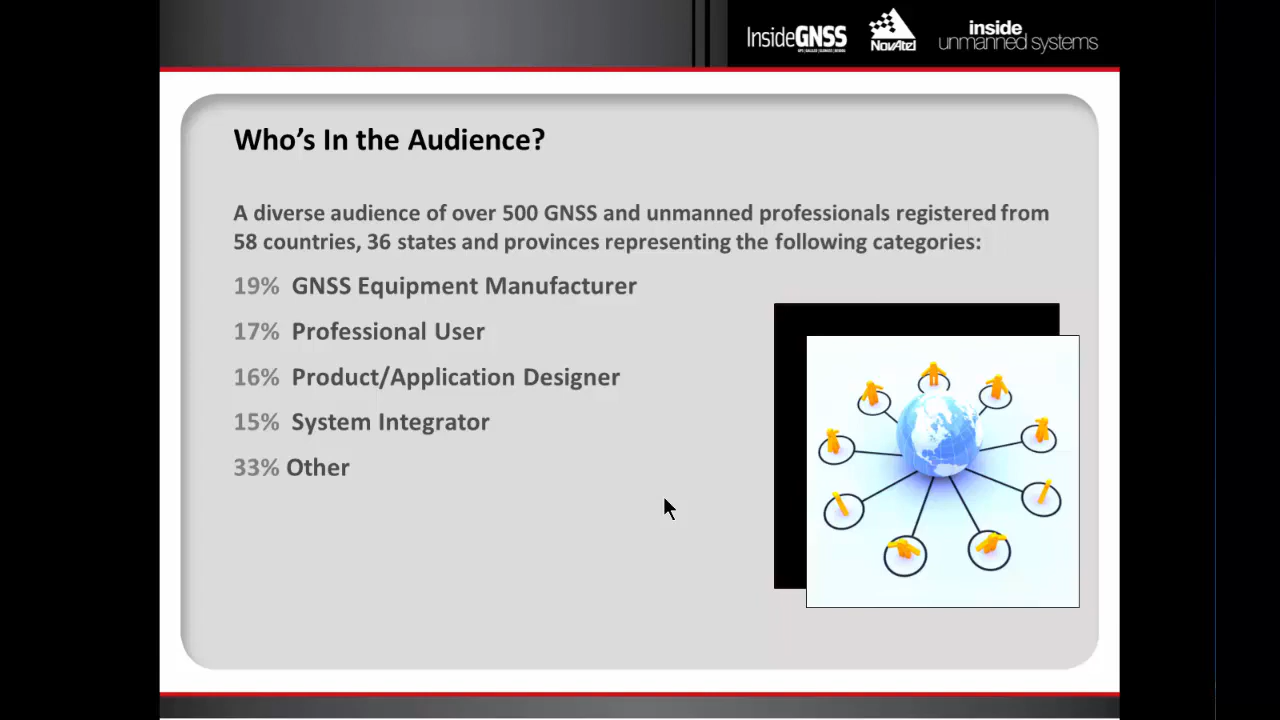 InsideGNSS
NovAtel
inside
unmanned systems
Who's In the Audience?
A diverse audience of over 500 GNSS and unmanned professionals registered from
58 countries, 36 states and provinces representing the following categories:
19% GNSS Equipment Manufacturer
17% Professional User
16% Product/Application Designer
15% System Integrator
33% Other